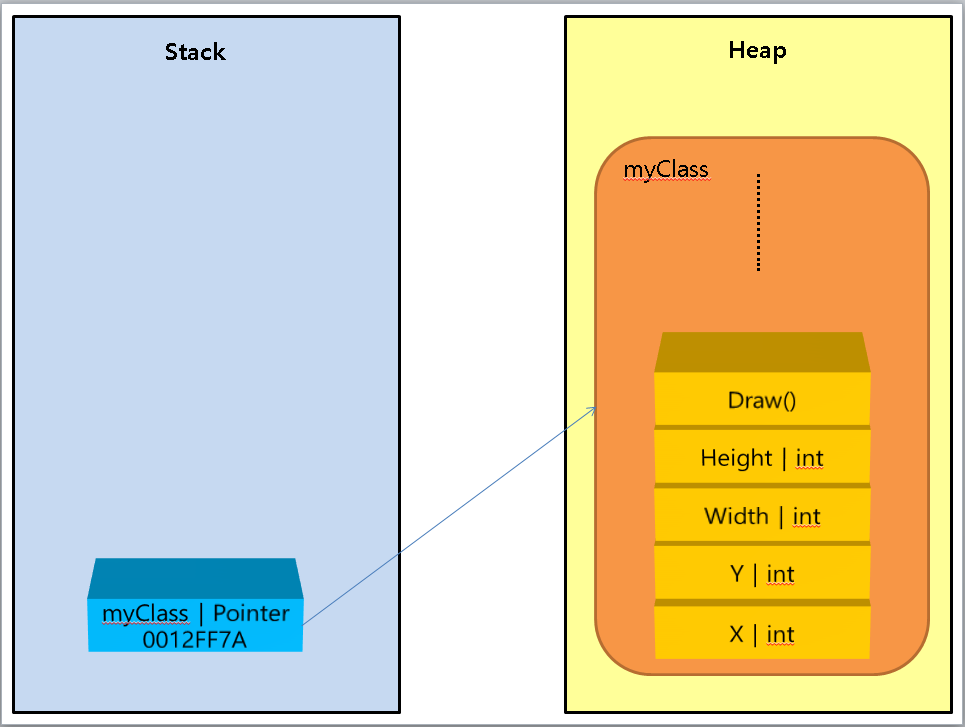 Stack
Heap
myClass
Draw()
Height | int
Width | int
Y | int
X | int
myClass | Pointer
0012FF7A